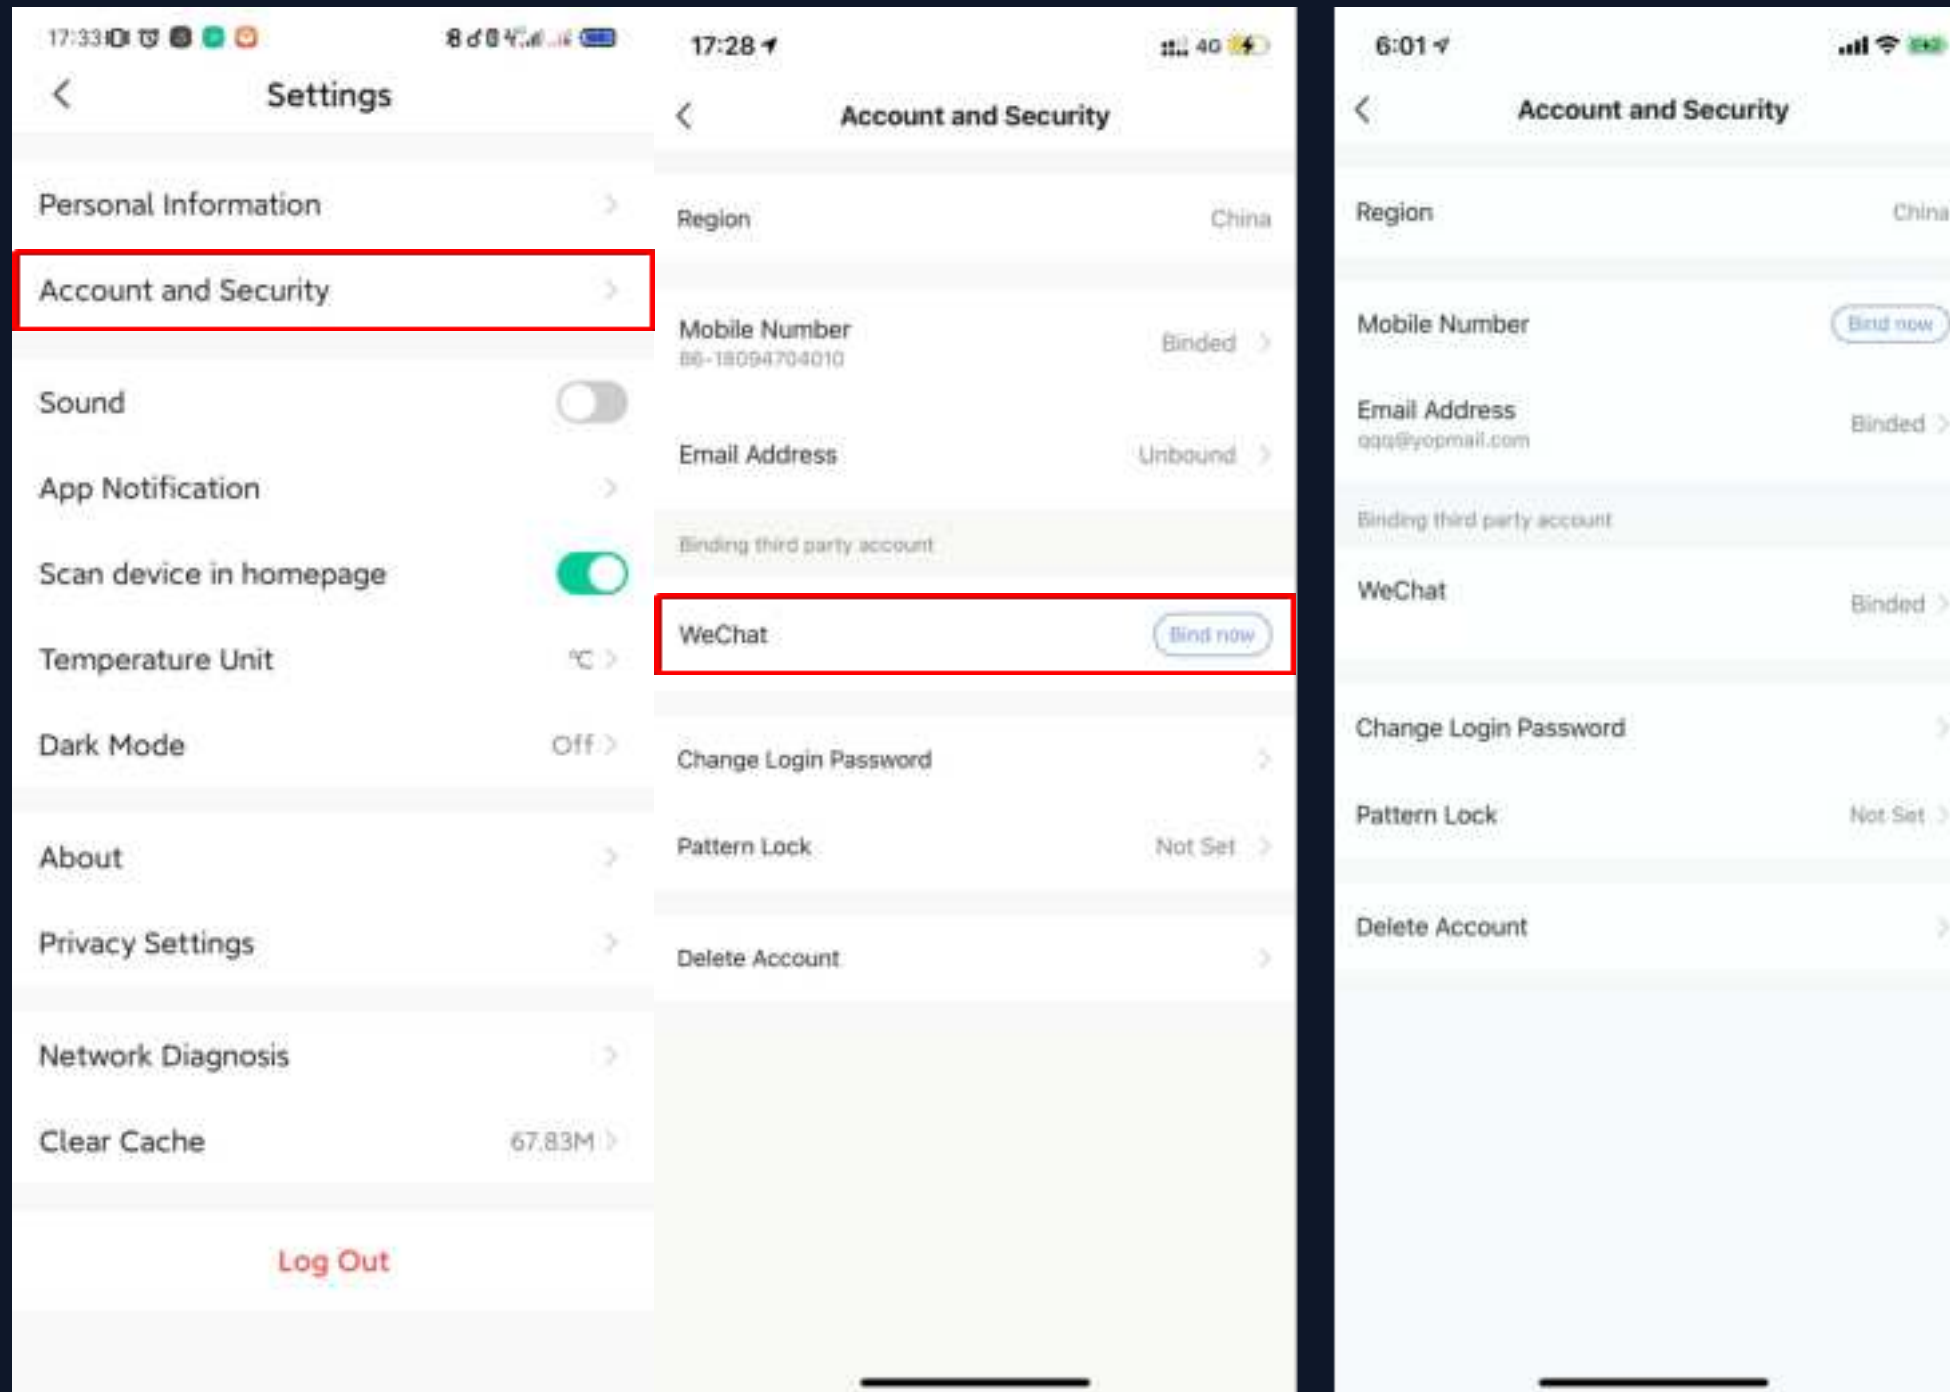 17:33
Settings
Personal Information
Account and Security
Sound
App Notification
Scan device in homepage
Temperature Unit °C
Dark Mode Off
About
Privacy Settings
Network Diagnosis
Clear Cache 67.83M
Log Out
17:28 4G
Account and Security
Region China
Mobile Number Binded
86-18094704010
Email Address Unbound
Binding third party account
WeChat Bind now
Change Login Password
Pattern Lock Not Set
Delete Account
6:01
Account and Security
Region China
Mobile Number Bind now
Email Address Binded
qqq@yopmail.com
Binding third party account
WeChat Binded
Change Login Password
Pattern Lock Not Set
Delete Account